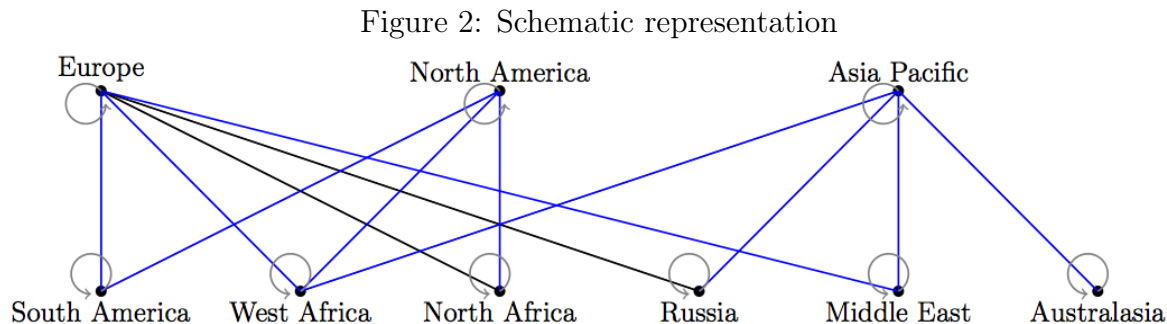 Figure 2: Schematic representation
Europe North America Asia Pacific
South America West Africa North Africa Russia Middle East Australasia